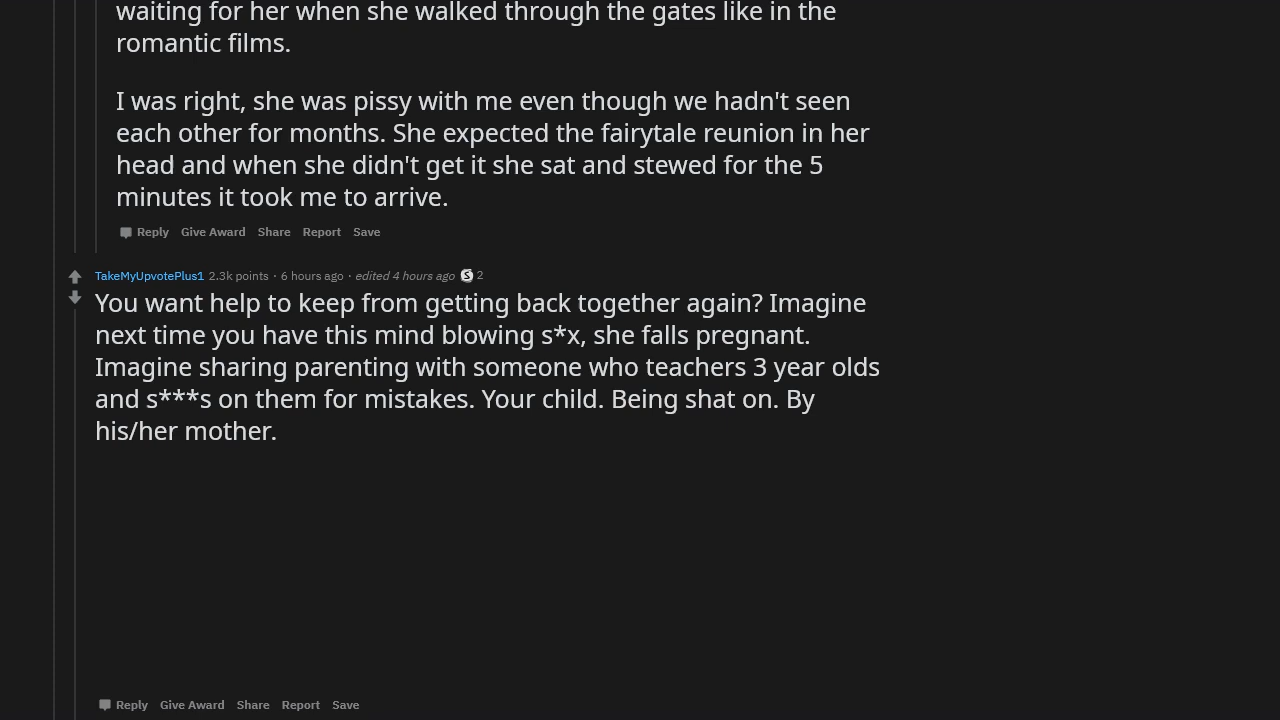 waiting for her when she walked through the gates like in the
romantic films.
I was right, she was pissy with me even though we hadn't seen
each other for months. She expected the fairytale reunion in her
head and when she didn't get it she sat and stewed for the 5
minutes it took me to arrive.
Reply Give Award Share Report Save
TakeMyUpvotePlus1 2.3k points · 6 hours ago · edited 4 hours ago S 2
You want help to keep from getting back together again? Imagine
next time you have this mind blowing s*x, she falls pregnant.
Imagine sharing parenting with someone who teachers 3 year olds
and s***s on them for mistakes. Your child. Being shat on. By
his/her mother.
Reply Give Award Share Report Save